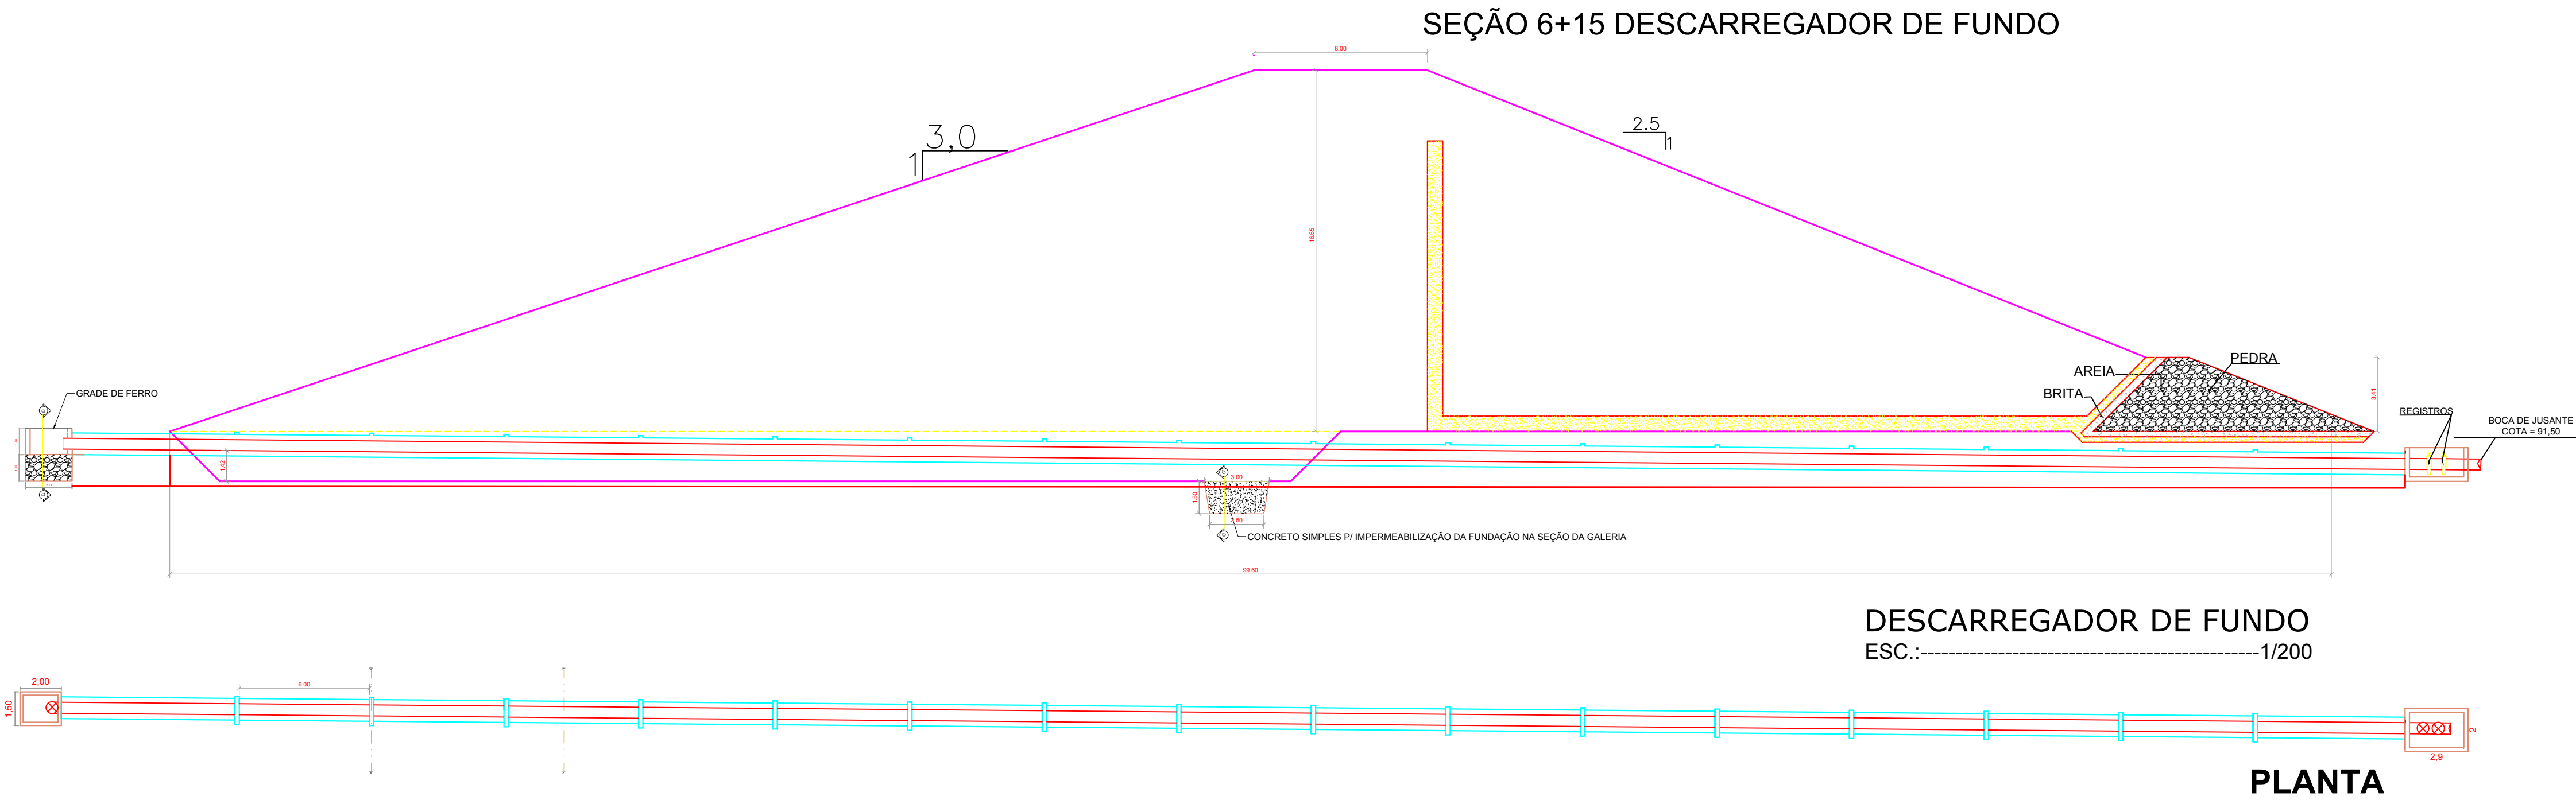 SEÇÃO 6+15 DESCARREGADOR DE FUNDO
8.00
3,0
1
2.5
1
16.65
PEDRA
AREIA
BRITA
3.41
GRADE DE FERRO
REGISTROS
BOCA DE JUSANTE
COTA = 91,50
1.42
3.00
1.50
2.50
CONCRETO SIMPLES P/ IMPERMEABILIZAÇÃO DA FUNDAÇÃO NA SEÇÃO DA GALERIA
99.60
DESCARREGADOR DE FUNDO
ESC.:------------------------------------------------1/200
2,00
1,50
6.00
2
2,9
PLANTA